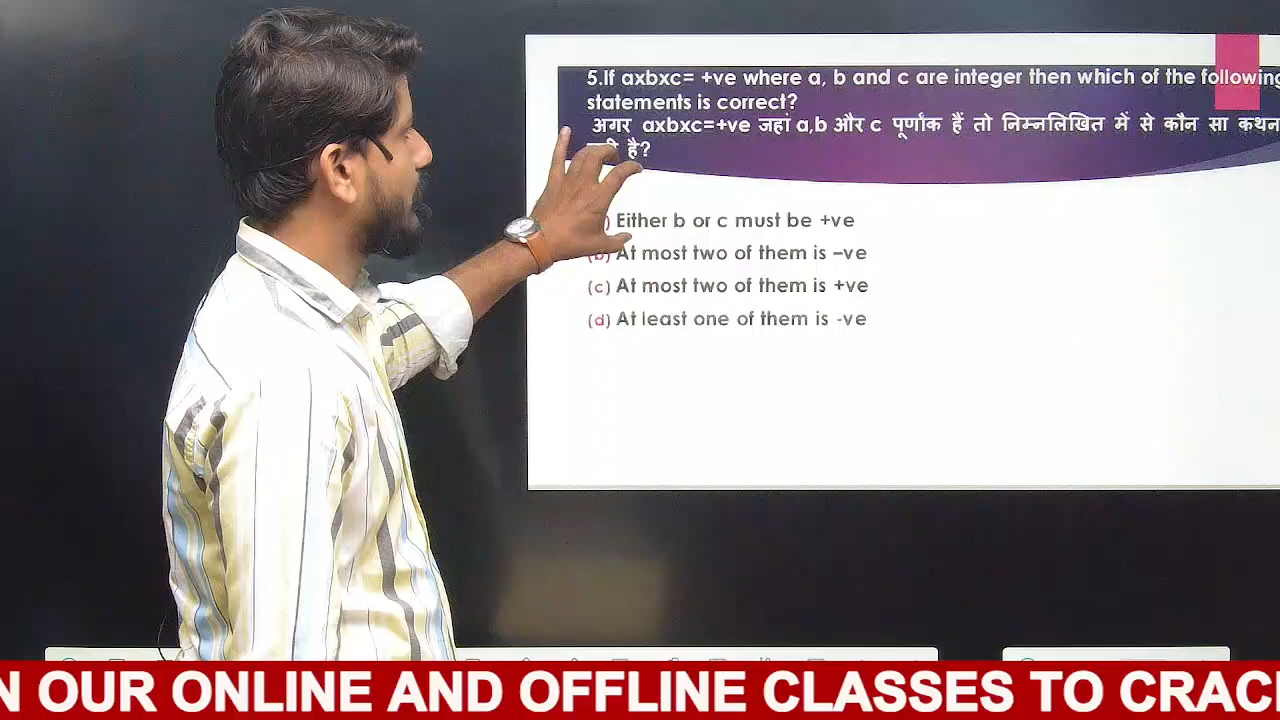 5.If axbxc= +ve where a, b and c are integer then which of the following
statements is correct?
अगर axbxc=+ve जहां a,b और c पूर्णांक हैं तो निम्नलिखित में से कौन सा कथन
है?
) Either b or c must be +ve
(b) At most two of them is –ve
(c) At most two of them is +ve
(d) At least one of them is -ve
N OUR ONLINE AND OFFLINE CLASSES TO CRAC